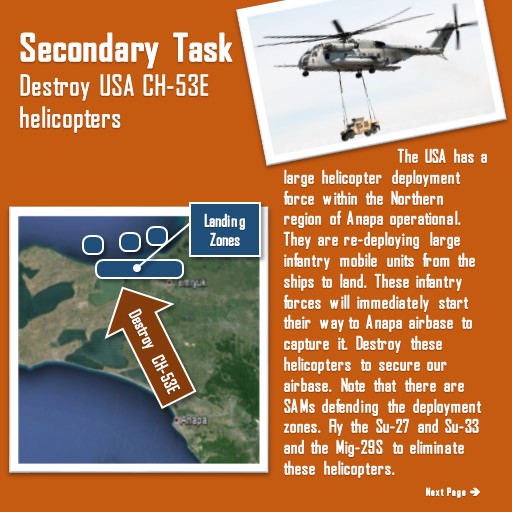 Secondary Task
Destroy USA CH-53E
helicopters
The USA has a
large helicopter deployment
force within the Northern
region of Anapa operational.
They are re-deploying large
infantry mobile units from the
ships to land. These infantry
forces will immediately start
their way to Anapa airbase to
capture it. Destroy these
helicopters to secure our
airbase. Note that there are
SAMs defending the deployment
zones. Fly the Su-27 and Su-33
and the Mig-29S to eliminate
these helicopters.
Landing
Zones
Temryuk
Destroy CH-53E
Anapa
Next Page →